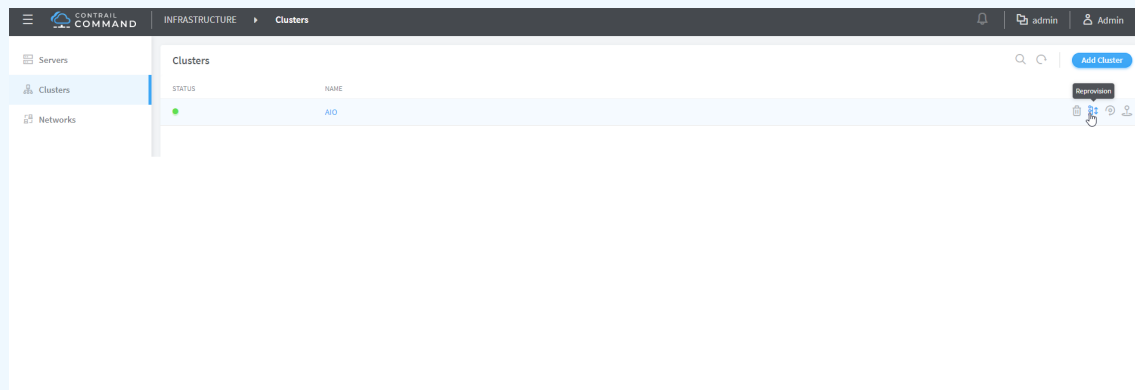 CONTRAIL
COMMAND
INFRASTRUCTURE
Clusters
admin
Admin
Servers
Clusters
Networks
Clusters
Add Cluster
STATUS
NAME
Reprovision
AIO